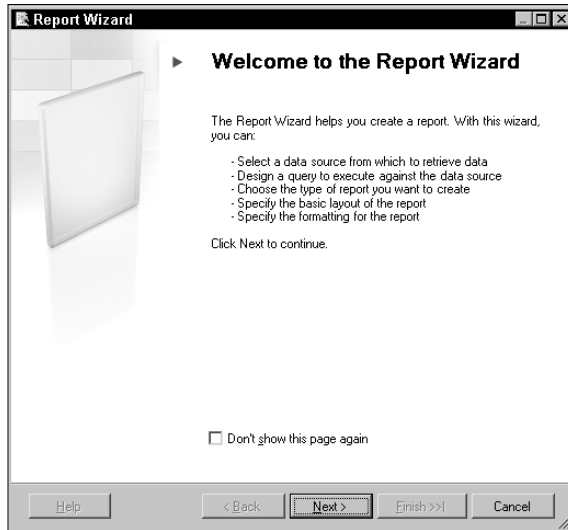 Report Wizard
Welcome to the Report Wizard
The Report Wizard helps you create a report. With this wizard,
you can:
- Select a data source from which to retrieve data
- Design a query to execute against the data source
- Choose the type of report you want to create
- Specify the basic layout of the report
- Specify the formatting for the report
Click Next to continue.
Don't show this page again
Help
< Back
Next >
Finish >>|
Cancel